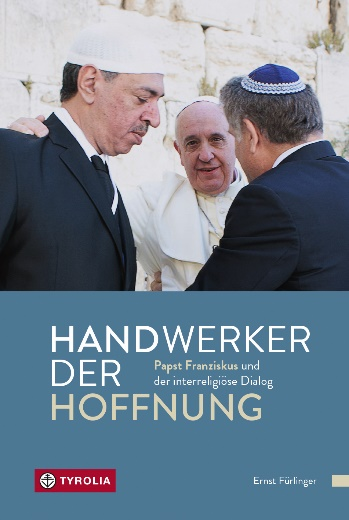 HANDWERKER
DER
Papst Franziskus und
der interreligiöse Dialog
HOFFNUNG
TYROLIA
Ernst Fürlinger